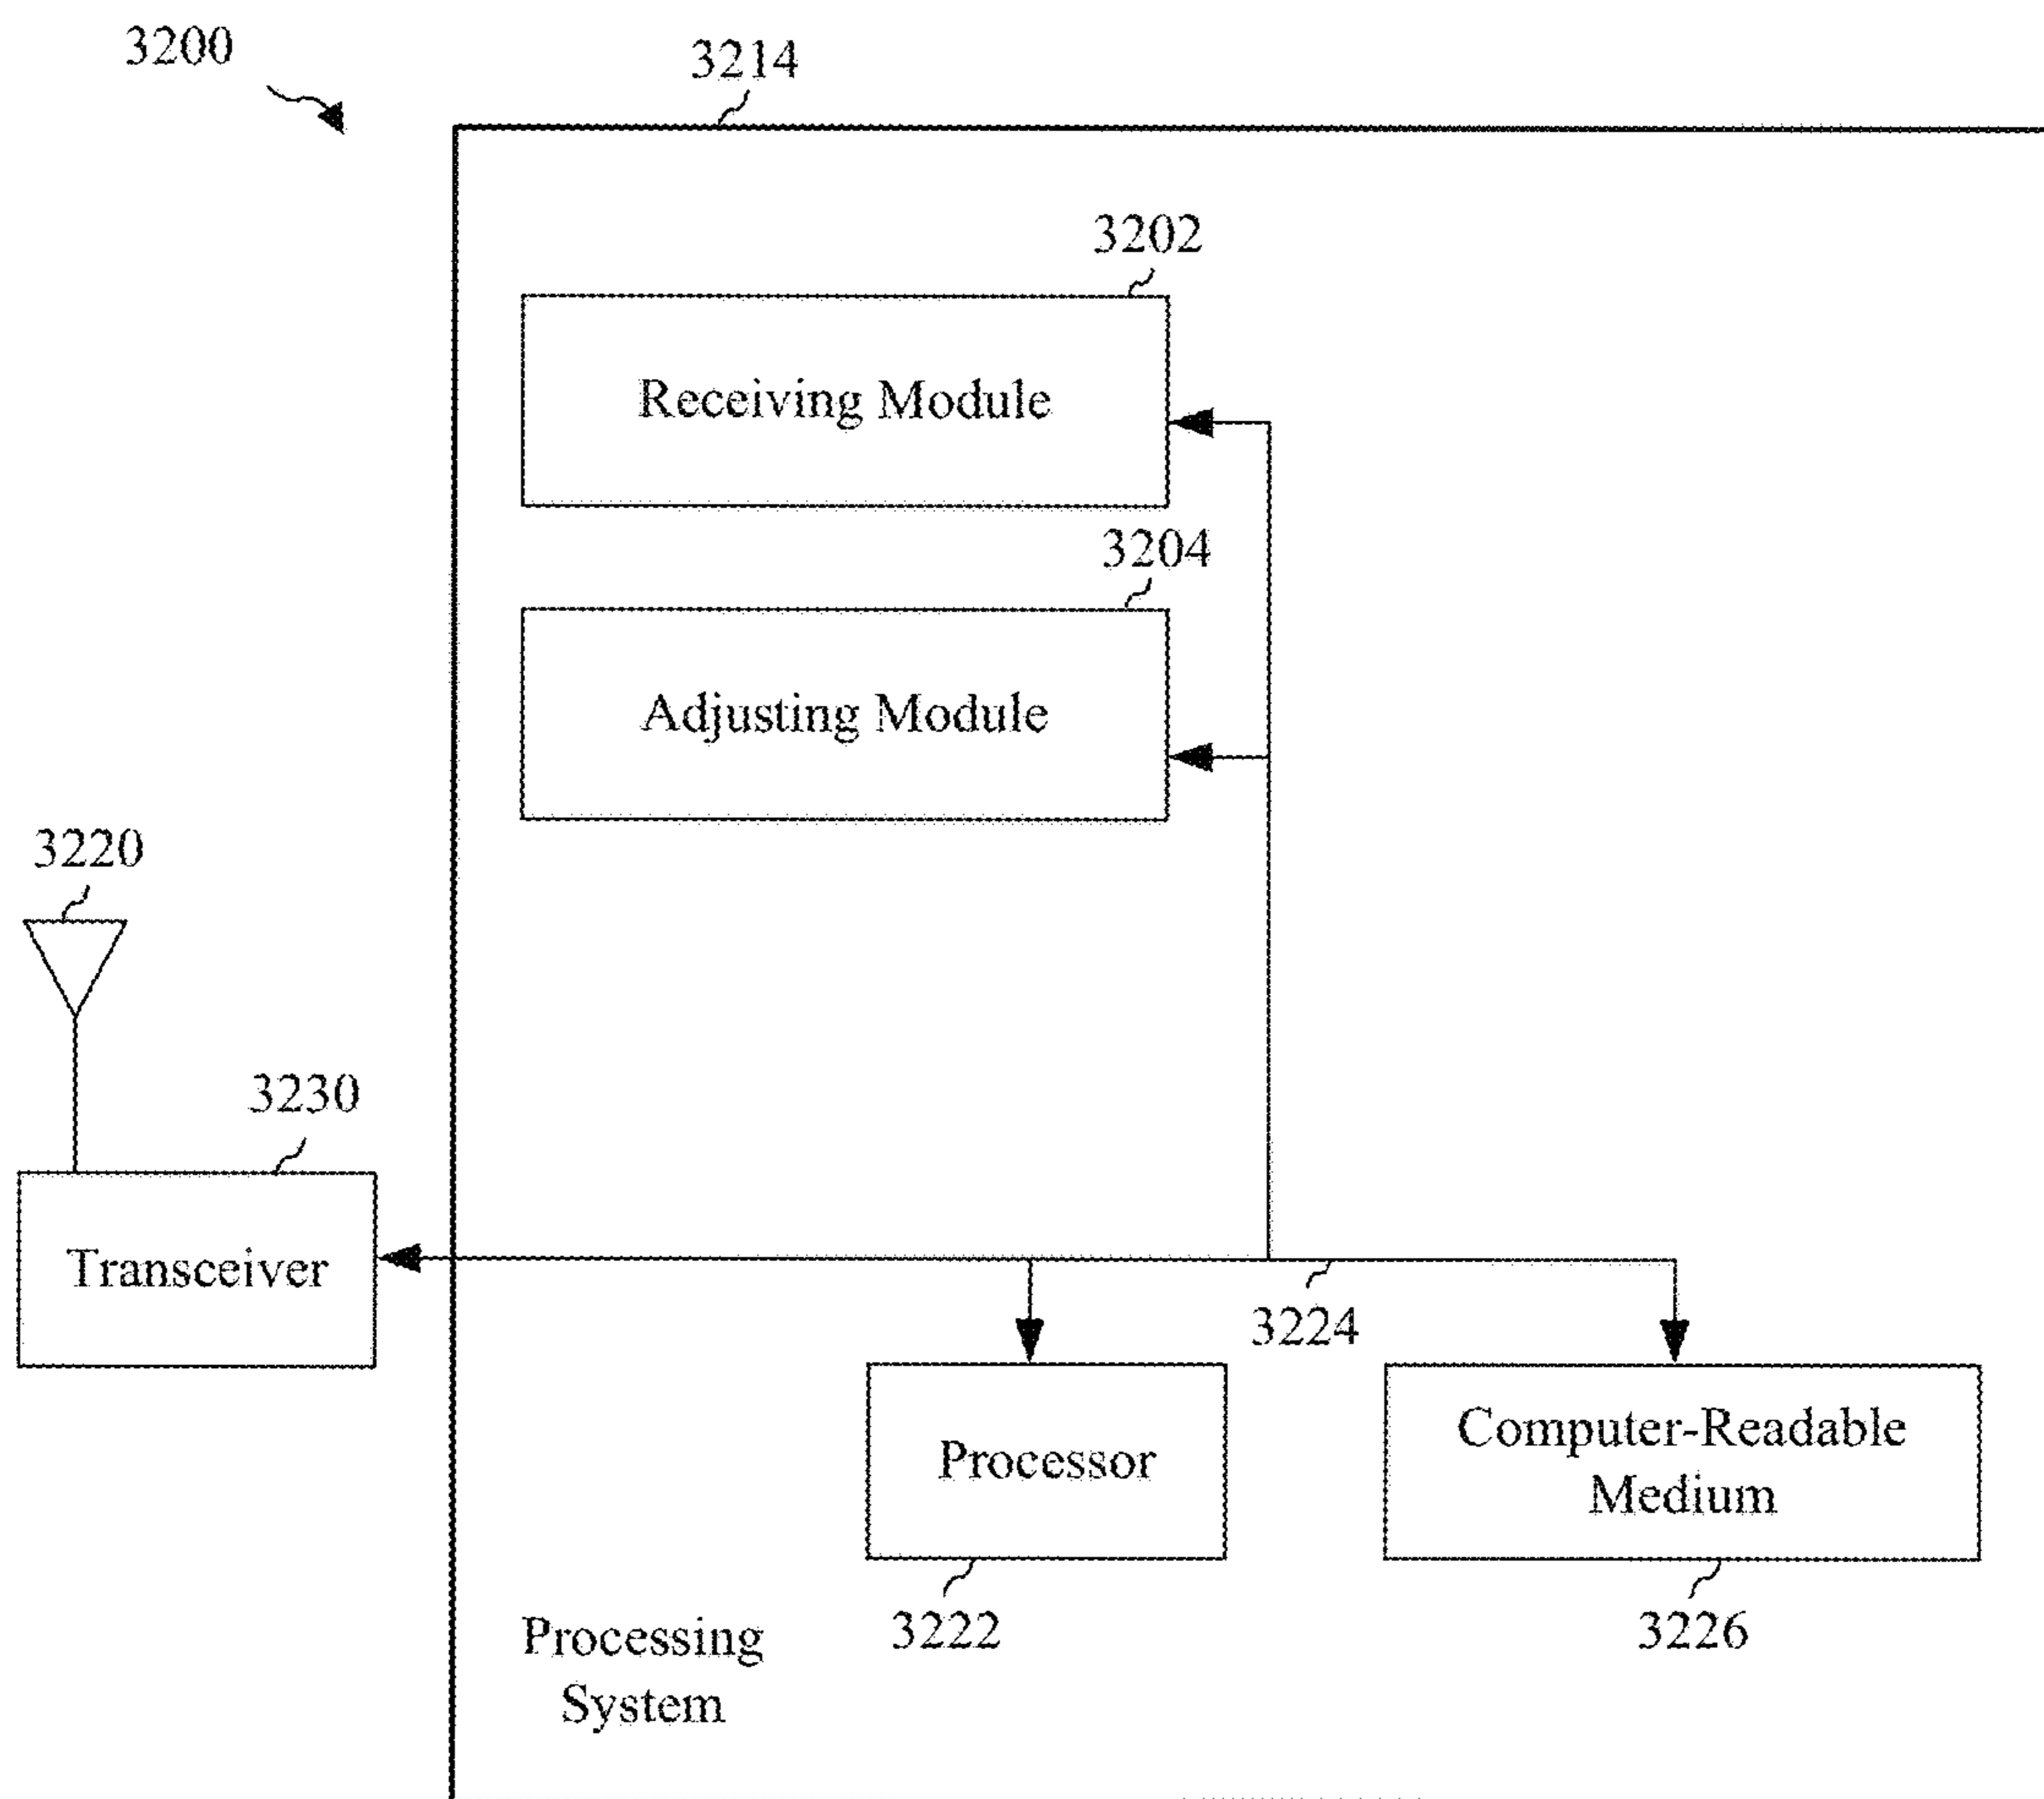 3200
3214
3202
Receiving Module
3204
Adjusting Module
3220
3230
Transceiver
3224
Processor
Computer-Readable
Medium
3222
3226
Processing
System